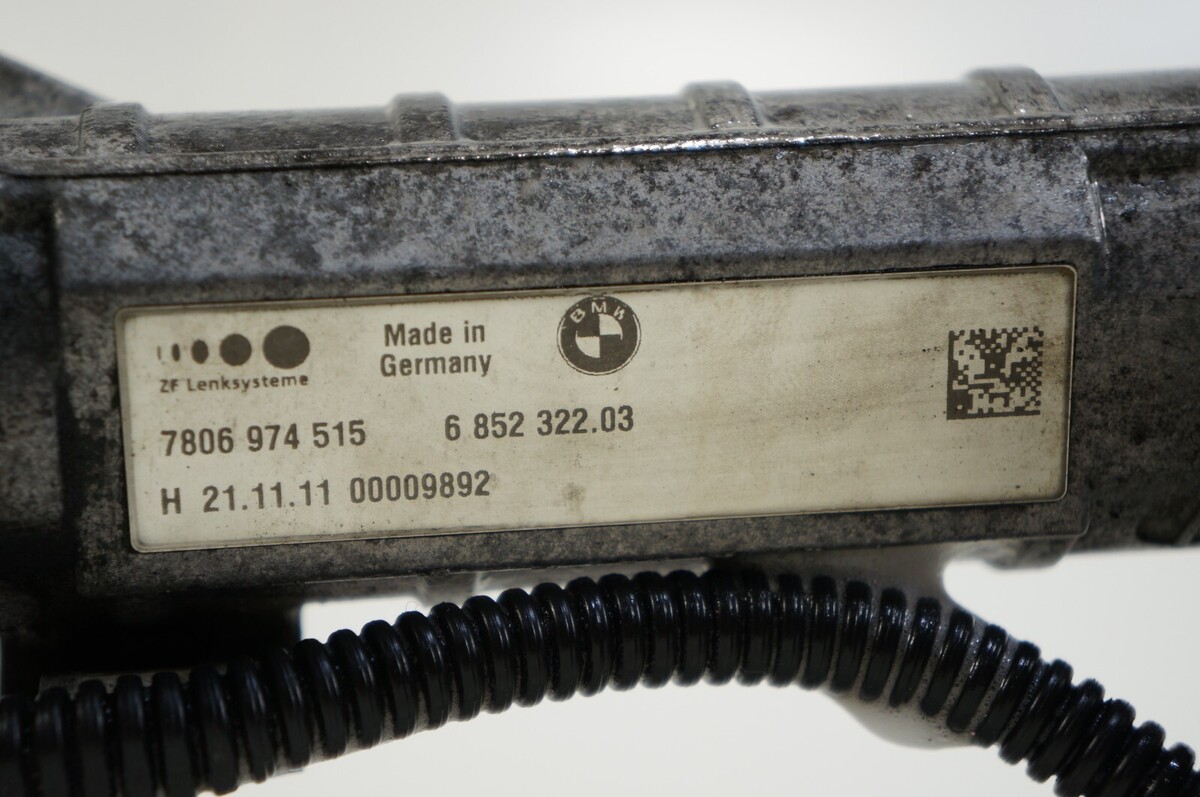 Made in
Germany
BMW
ZF Lenksysteme
7806 974 515 6 852 322.03
H 21.11.11 00009892